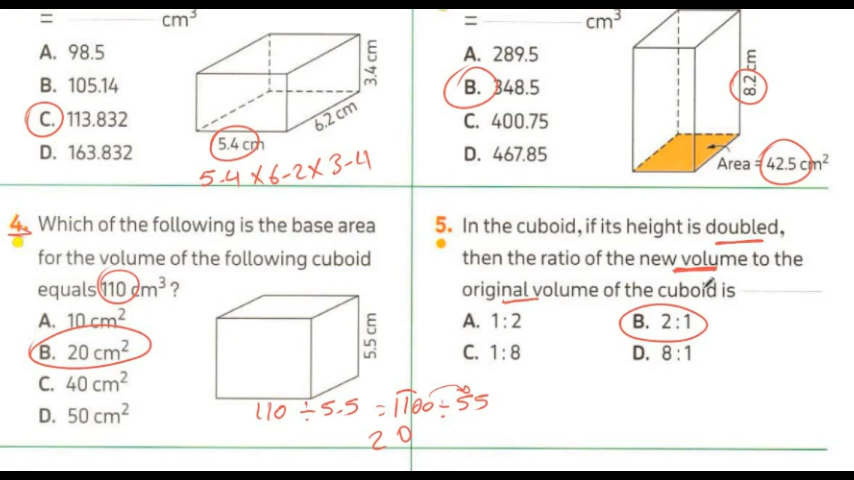 = ______ cm³
A. 98.5
B. 105.14
C. 113.832
D. 163.832
3.4 cm
6.2 cm
5.4 cm
5.4 x 6-2 x 3-4
= ______ cm³
A. 289.5
B. 348.5
C. 400.75
D. 467.85
8.2 cm
Area = 42.5 cm²
4. Which of the following is the base area
for the volume of the following cuboid
equals 110 cm³?
A. 10 cm²
B. 20 cm²
C. 40 cm²
D. 50 cm²
5.5 cm
110 ÷ 5.5 = 1100 ÷ 55
20
5. In the cuboid, if its height is doubled,
then the ratio of the new volume to the
original volume of the cuboid is ______
A. 1:2
B. 2:1
C. 1:8
D. 8:1